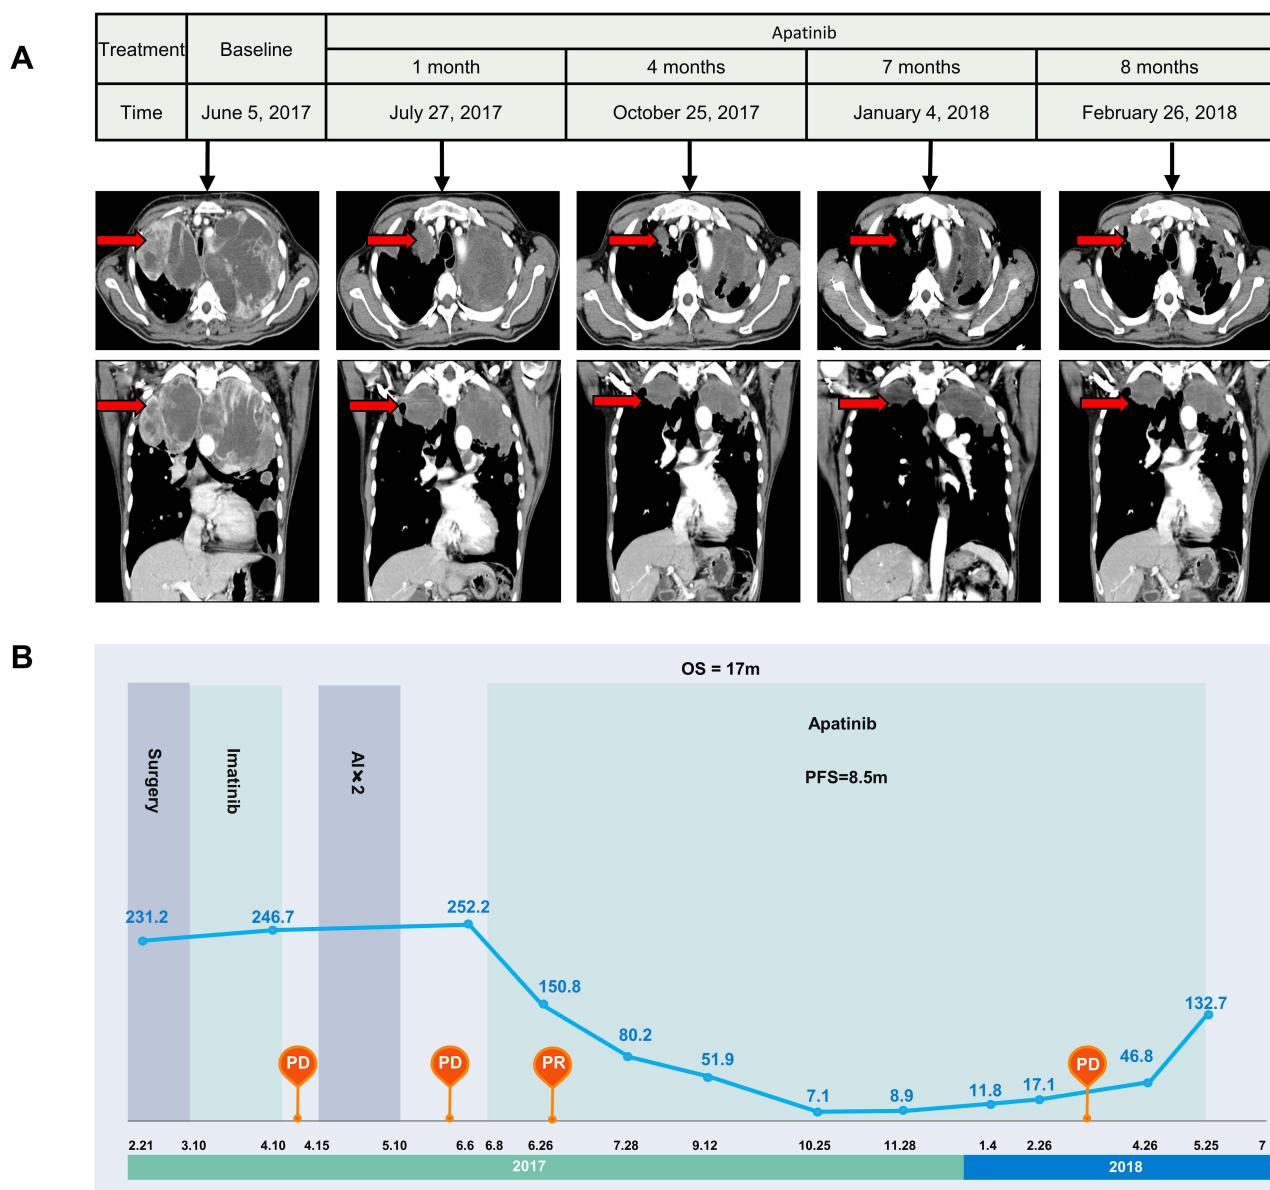 A
Treatment
Baseline
Apatinib
1 month
4 months
7 months
8 months
Time
June 5, 2017
July 27, 2017
October 25, 2017
January 4, 2018
February 26, 2018
B
OS = 17m
Surgery
Imatinib
AI×2
Apatinib
PFS=8.5m
231.2
246.7
252.2
150.8
80.2
51.9
7.1
8.9
11.8
17.1
46.8
132.7
PD
PD
PR
PD
2.21 3.10 4.10 4.15 5.10 6.6 6.8 6.26 7.28 9.12 10.25 11.28 1.4 2.26 4.26 5.25 7
2017
2018